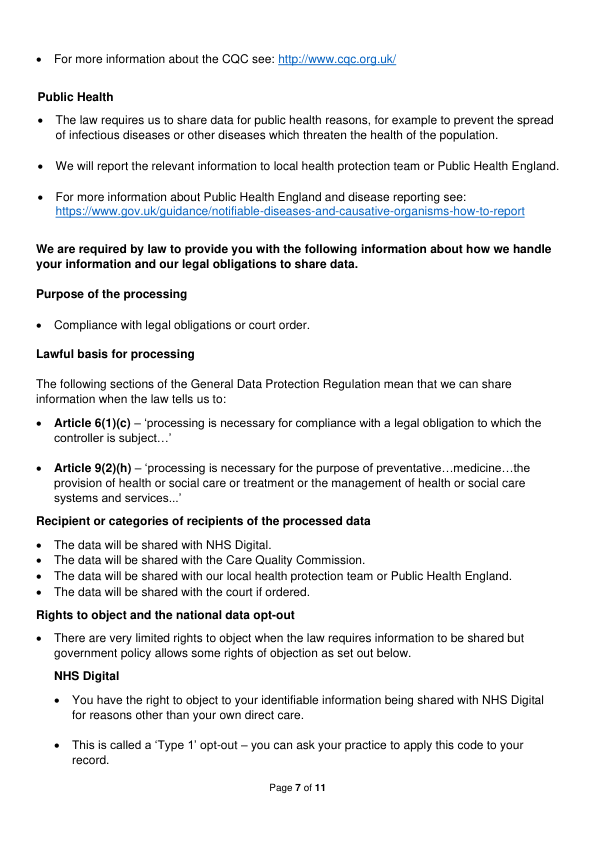 • For more information about the CQC see: http://www.cqc.org.uk/
Public Health
• The law requires us to share data for public health reasons, for example to prevent the spread
of infectious diseases or other diseases which threaten the health of the population.
• We will report the relevant information to local health protection team or Public Health England.
• For more information about Public Health England and disease reporting see:
https://www.gov.uk/guidance/notifiable-diseases-and-causative-organisms-how-to-report
We are required by law to provide you with the following information about how we handle
your information and our legal obligations to share data.
Purpose of the processing
• Compliance with legal obligations or court order.
Lawful basis for processing
The following sections of the General Data Protection Regulation mean that we can share
information when the law tells us to:
• Article 6(1)(c) – ‘processing is necessary for compliance with a legal obligation to which the
controller is subject…’
• Article 9(2)(h) – ‘processing is necessary for the purpose of preventative…medicine…the
provision of health or social care or treatment or the management of health or social care
systems and services...’
Recipient or categories of recipients of the processed data
• The data will be shared with NHS Digital.
• The data will be shared with the Care Quality Commission.
• The data will be shared with our local health protection team or Public Health England.
• The data will be shared with the court if ordered.
Rights to object and the national data opt-out
• There are very limited rights to object when the law requires information to be shared but
government policy allows some rights of objection as set out below.
NHS Digital
• You have the right to object to your identifiable information being shared with NHS Digital
for reasons other than your own direct care.
• This is called a ‘Type 1’ opt-out – you can ask your practice to apply this code to your
record.
Page 7 of 11